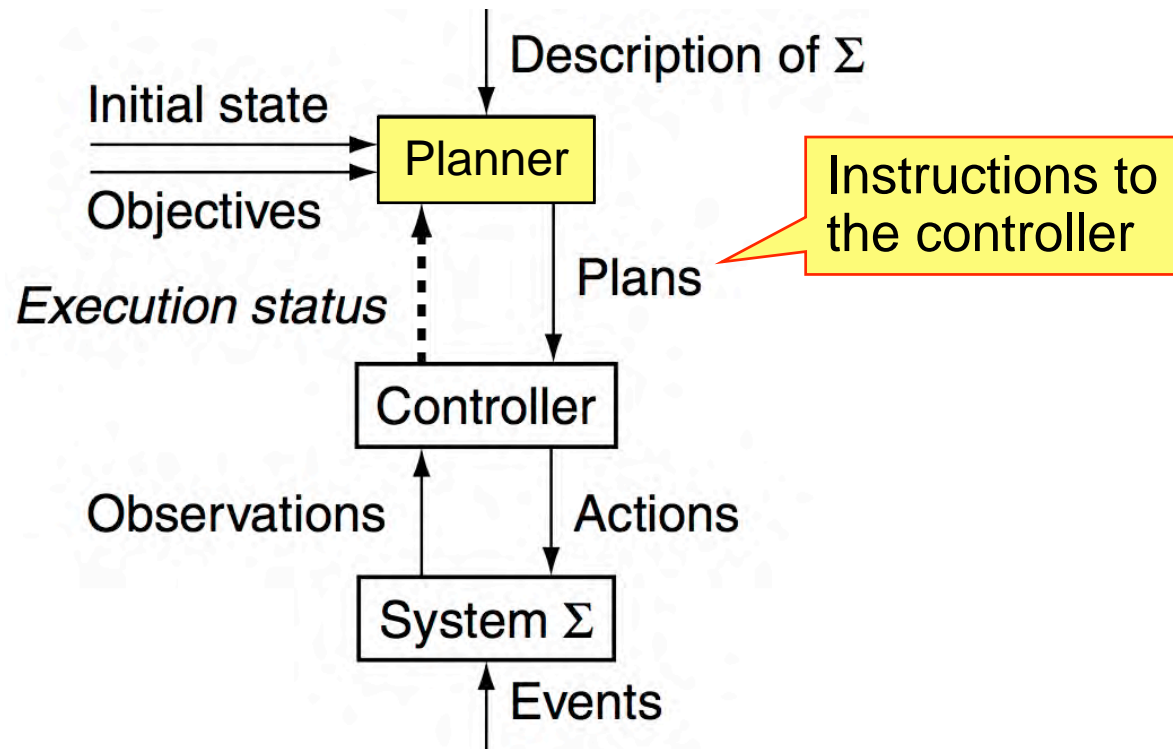 Description of Σ
Initial state
Planner
Objectives
Instructions to
the controller
Plans
Execution status
Controller
Observations
Actions
System Σ
Events